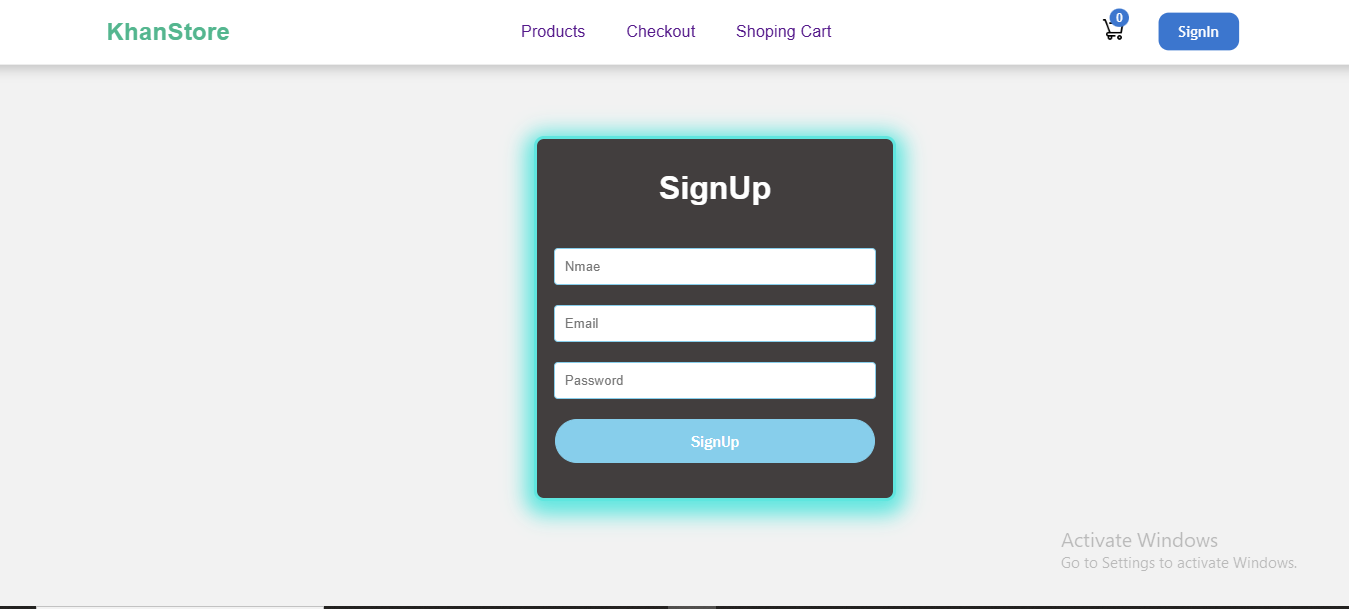 KhanStore
Products
Checkout
Shoping Cart
0
SignIn
SignUp
Nmae
Email
Password
SignUp
Activate Windows
Go to Settings to activate Windows.